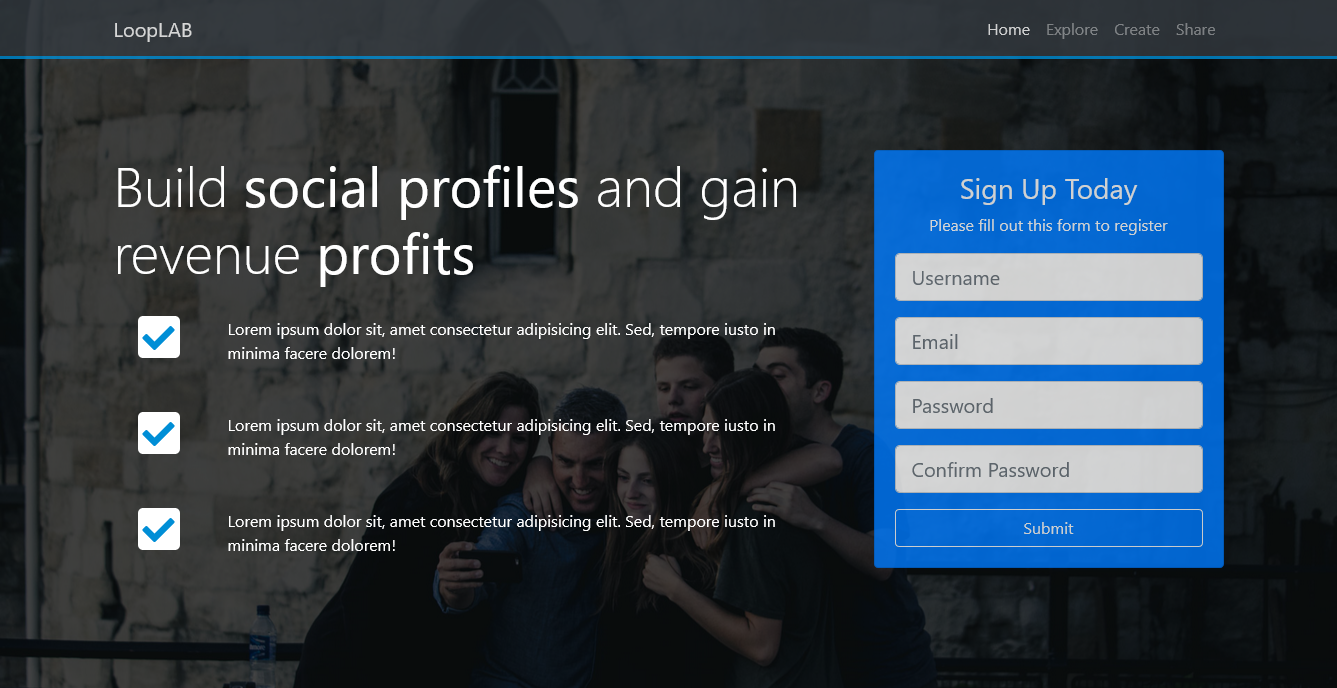 LoopLAB
Home Explore Create Share
Build social profiles and gain
revenue profits
Lorem ipsum dolor sit, amet consectetur adipisicing elit. Sed, tempore iusto in
minima facere dolorem!
Lorem ipsum dolor sit, amet consectetur adipisicing elit. Sed, tempore iusto in
minima facere dolorem!
Lorem ipsum dolor sit, amet consectetur adipisicing elit. Sed, tempore iusto in
minima facere dolorem!
Sign Up Today
Please fill out this form to register
Username
Email
Password
Confirm Password
Submit